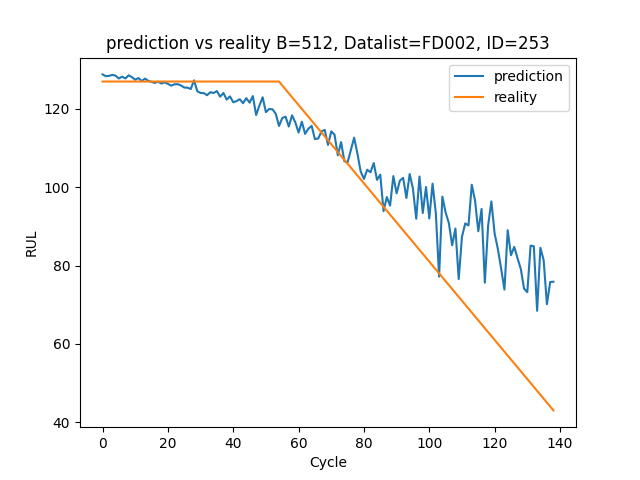 prediction vs reality B=512, Datalist=FD002, ID=253
prediction
reality
RUL
120
100
80
60
40
0 20 40 60 80 100 120 140
Cycle